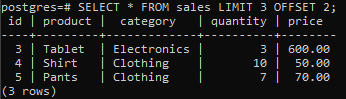 postgres=# SELECT * FROM sales LIMIT 3 OFFSET 2;
 id | product |  category   | quantity | price
----+---------+-------------+----------+--------
  3 | Tablet  | Electronics |        3 | 600.00
  4 | Shirt   | Clothing    |       10 |  50.00
  5 | Pants   | Clothing    |        7 |  70.00
(3 rows)